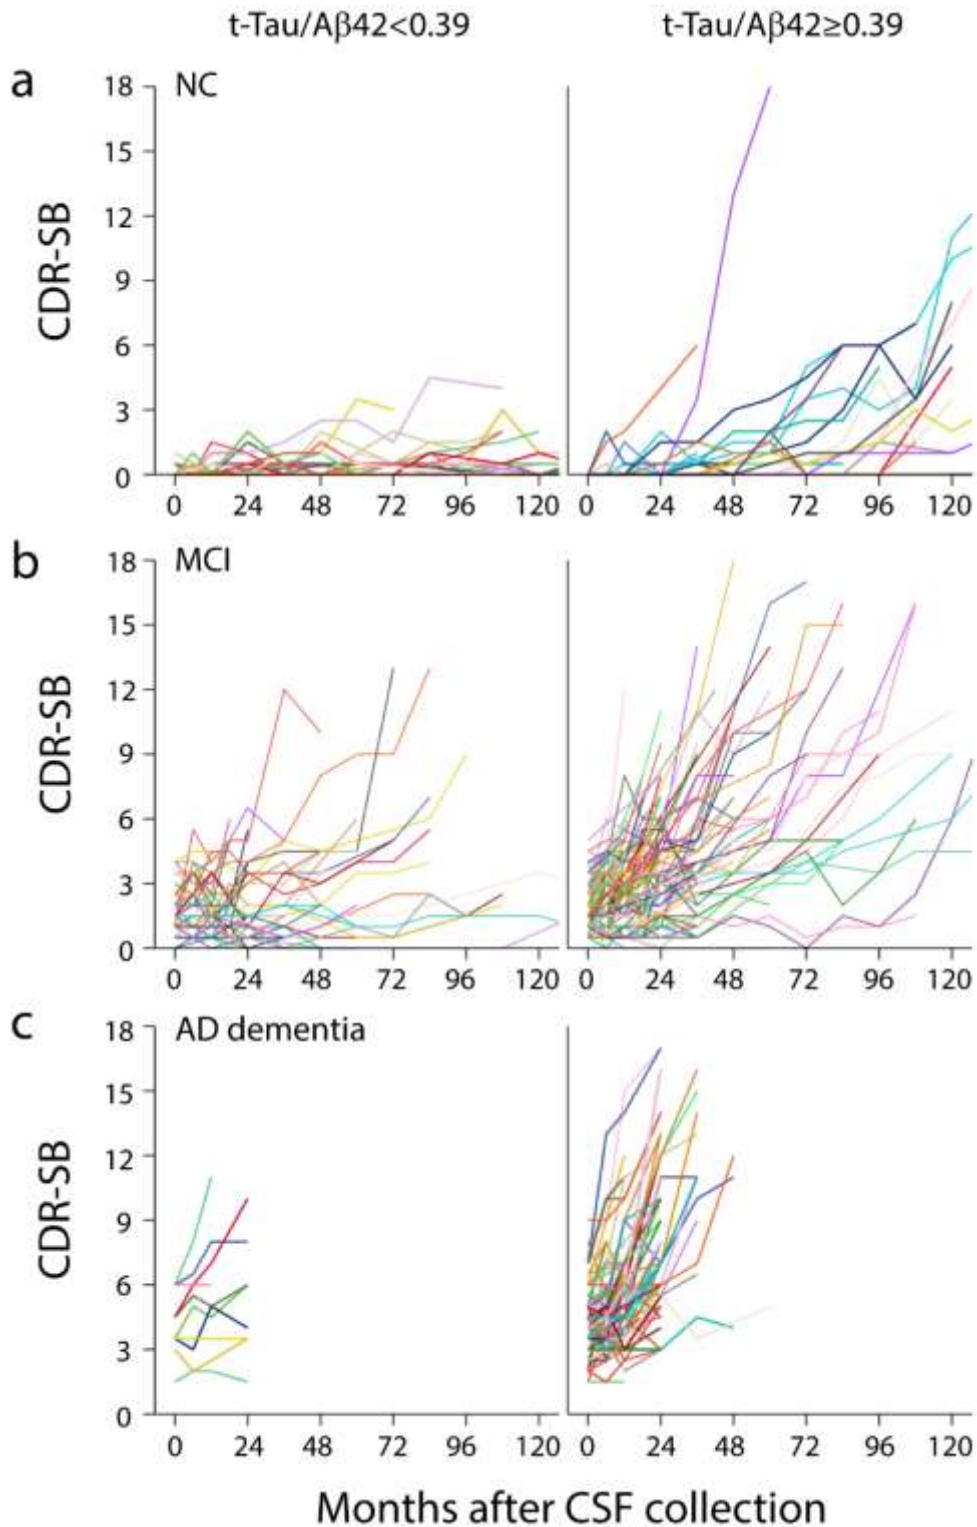 t-Tau/Aβ42<0.39 t-Tau/Aβ42≥0.39
a
NC
CDR-SB
18
15
12
9
6
3
0
0 24 48 72 96 120 0 24 48 72 96 120
b
MCI
CDR-SB
18
15
12
9
6
3
0
0 24 48 72 96 120 0 24 48 72 96 120
c
AD dementia
CDR-SB
18
15
12
9
6
3
0
0 24 48 72 96 120 0 24 48 72 96 120
Months after CSF collection